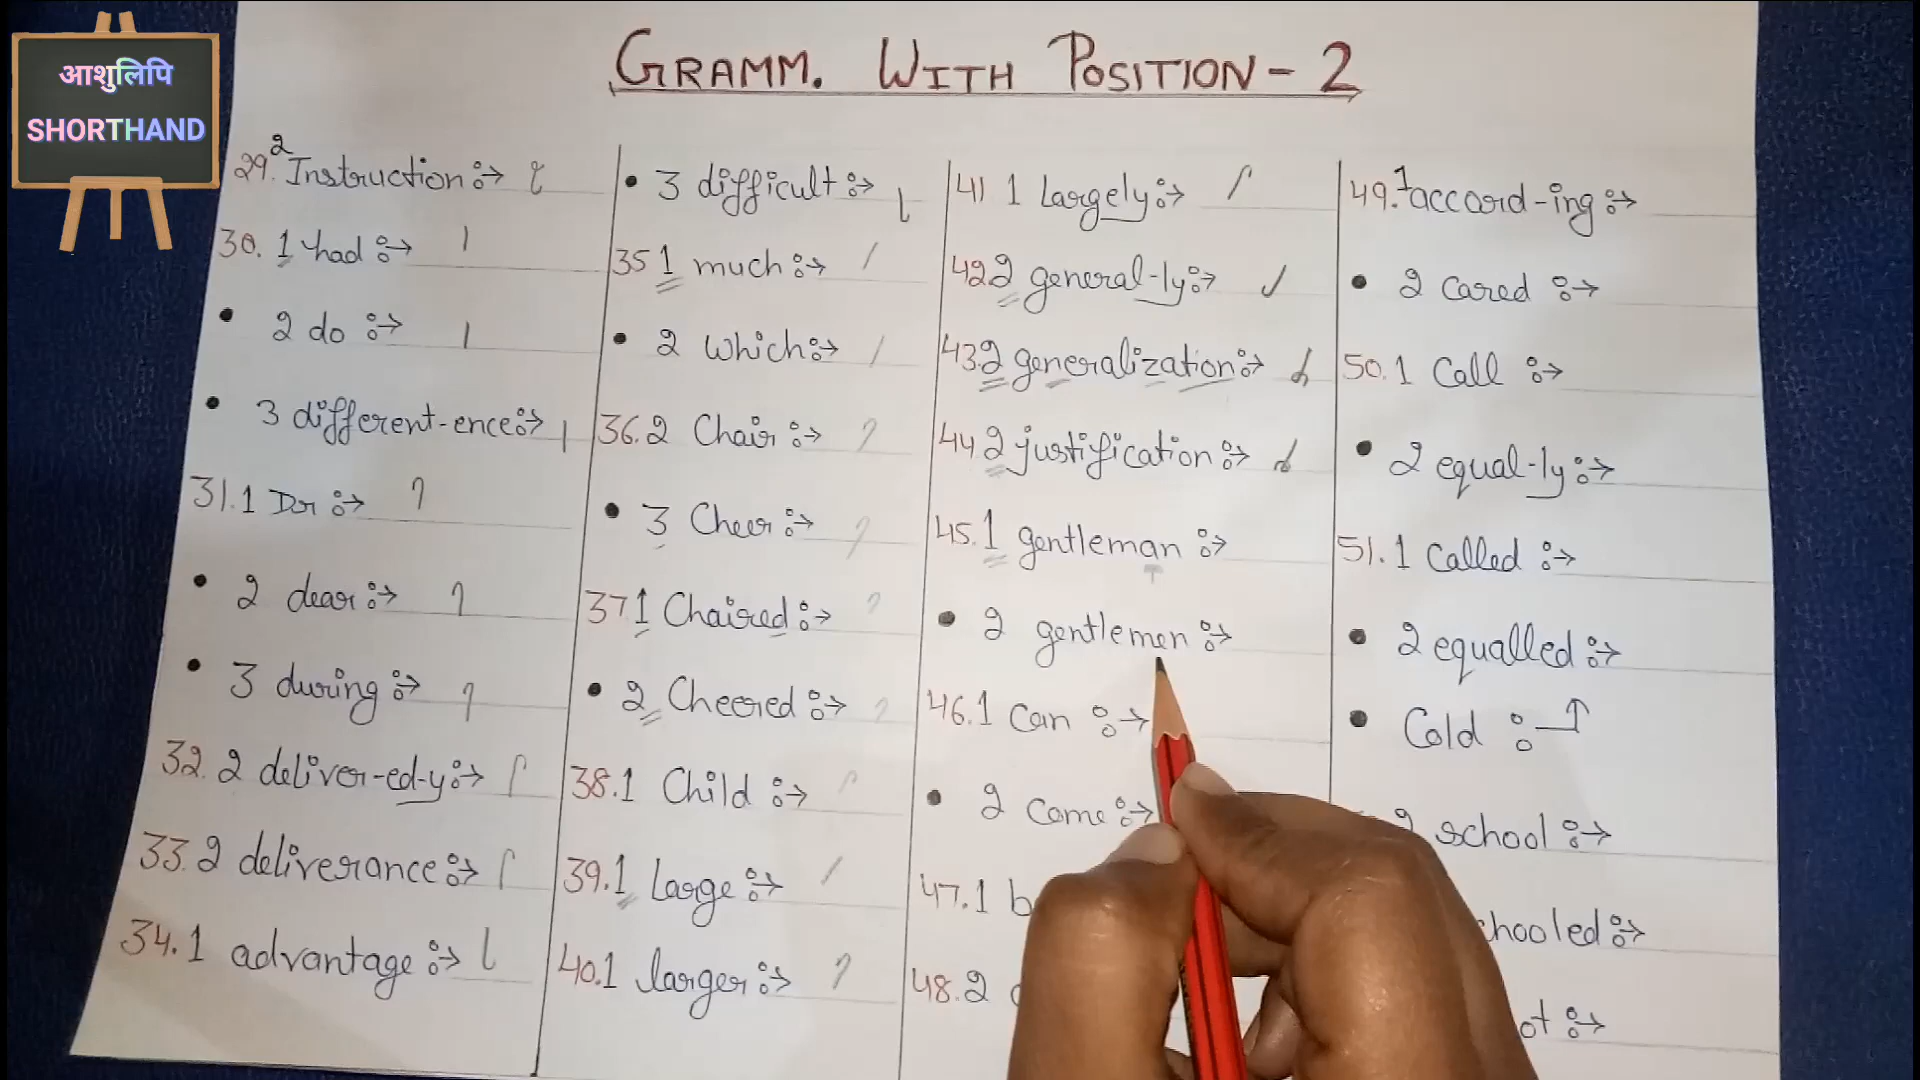 आशुलिपि
SHORTHAND
GRAMM. WITH POSITION - 2
29. 2 Instruction :→
30. 1 had :→
• 2 do :→
• 3 different-ence :→
31. 1 Dr :→
• 2 dear :→
• 3 during :→
32. 2 deliver-ed-y :→
33. 2 deliverance :→
34. 1 advantage :→
• 3 difficult :→
35 1 much :→
• 2 which :→
36. 2 Chair :→
• 3 Cheer :→
37 1 Chaired :→
• 2 Cheered :→
38. 1 Child :→
39. 1 Large :→
40. 1 larger :→
41 1 Largely :→
42 2 general-ly :→
43. 2 generalization :→
44 2 justification :→
45. 1 gentleman :→
• 2 gentlemen :→
46. 1 Can :→
• 2 Come :→
47. 1
48. 2
49. 1 accord-ing :→
• 2 cared :→
50. 1 Call :→
• 2 equal-ly :→
51. 1 Called :→
• 2 equalled :→
• Cold :→
2 school :→
:→
:→